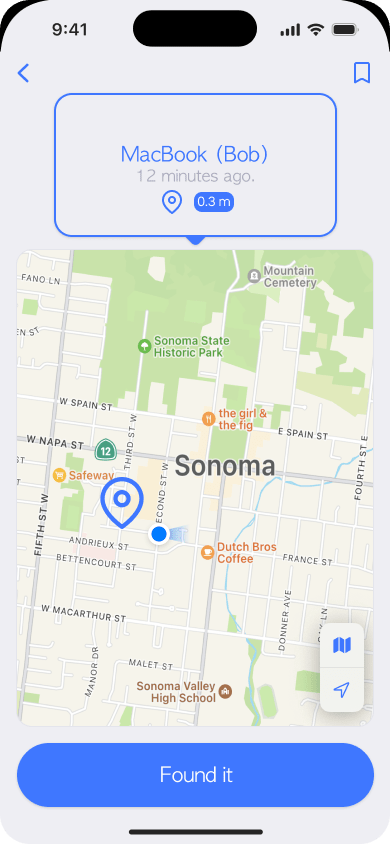 9:41
MacBook (Bob)
12 minutes ago.
0.3 m
Mountain
Cemetery
FANO LN
EN ST
Sonoma State
Historic Park
W SPAIN ST
the girl &
the fig
E SPAIN ST
THIRD ST W
W NAPA ST
12
Sonoma
FOURTH ST E
Safeway
SECOND ST W
FIFTH ST W
ANDRIEUX ST
Dutch Bros
Coffee
FRANCE ST
BETTENCOURT ST
DONNER AVE
W MACARTHUR ST
MANOR DR
MALET ST
Sonoma Valley
High School
Found it